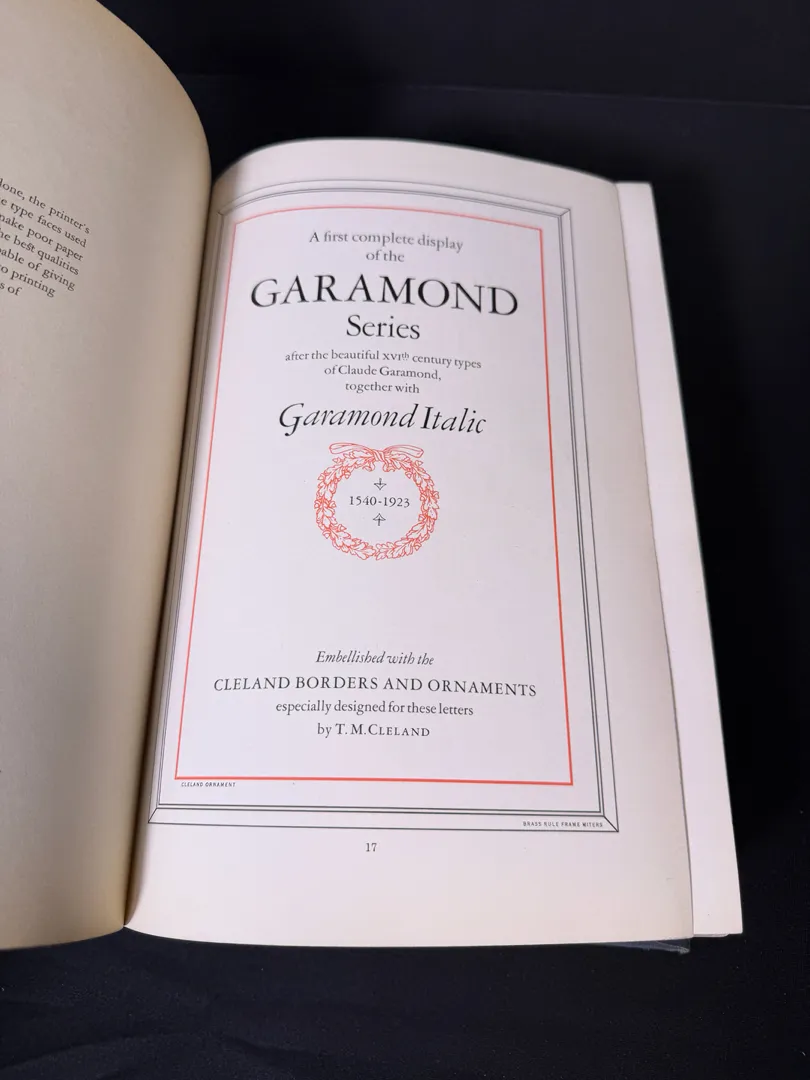 lone, the printer's
e type faces used
make poor paper
he best qualities
pable of giving
to printing
s of
A first complete display
of the
GARAMOND
Series
after the beautiful XVIth century types
of Claude Garamond,
together with
Garamond Italic
1540-1923
Embellished with the
CLELAND BORDERS AND ORNAMENTS
especially designed for these letters
by T. M. CLELAND
CLELAND ORNAMENT
BRASS RULE FRAME MITERS
17